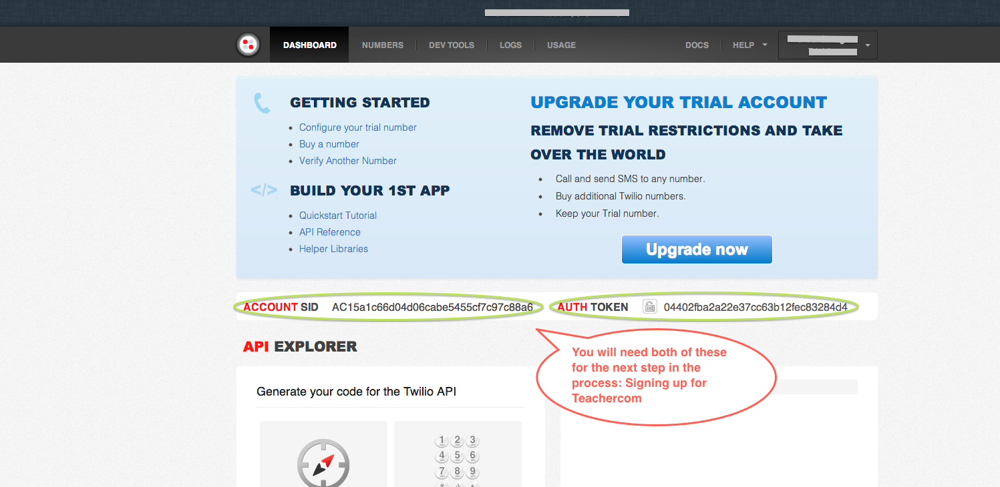 DASHBOARD NUMBERS DEV TOOLS LOGS USAGE DOCS HELP
GETTING STARTED
Configure your trial number
Buy a number
Verify Another Number
</> BUILD YOUR 1ST APP
Quickstart Tutorial
API Reference
Helper Libraries
UPGRADE YOUR TRIAL ACCOUNT
REMOVE TRIAL RESTRICTIONS AND TAKE
OVER THE WORLD
Call and send SMS to any number.
Buy additional Twilio numbers.
Keep your Trial number.
Upgrade now
ACCOUNT SID AC15a1c66d04d06cabe5455cf7c97c88a6 AUTH TOKEN 04402fba2a22e37cc63b12fec83284d4
You will need both of these
for the next step in the
process: Signing up for
Teachercom
API EXPLORER
Generate your code for the Twilio API
1 2 3
4 5 6
7 8 9